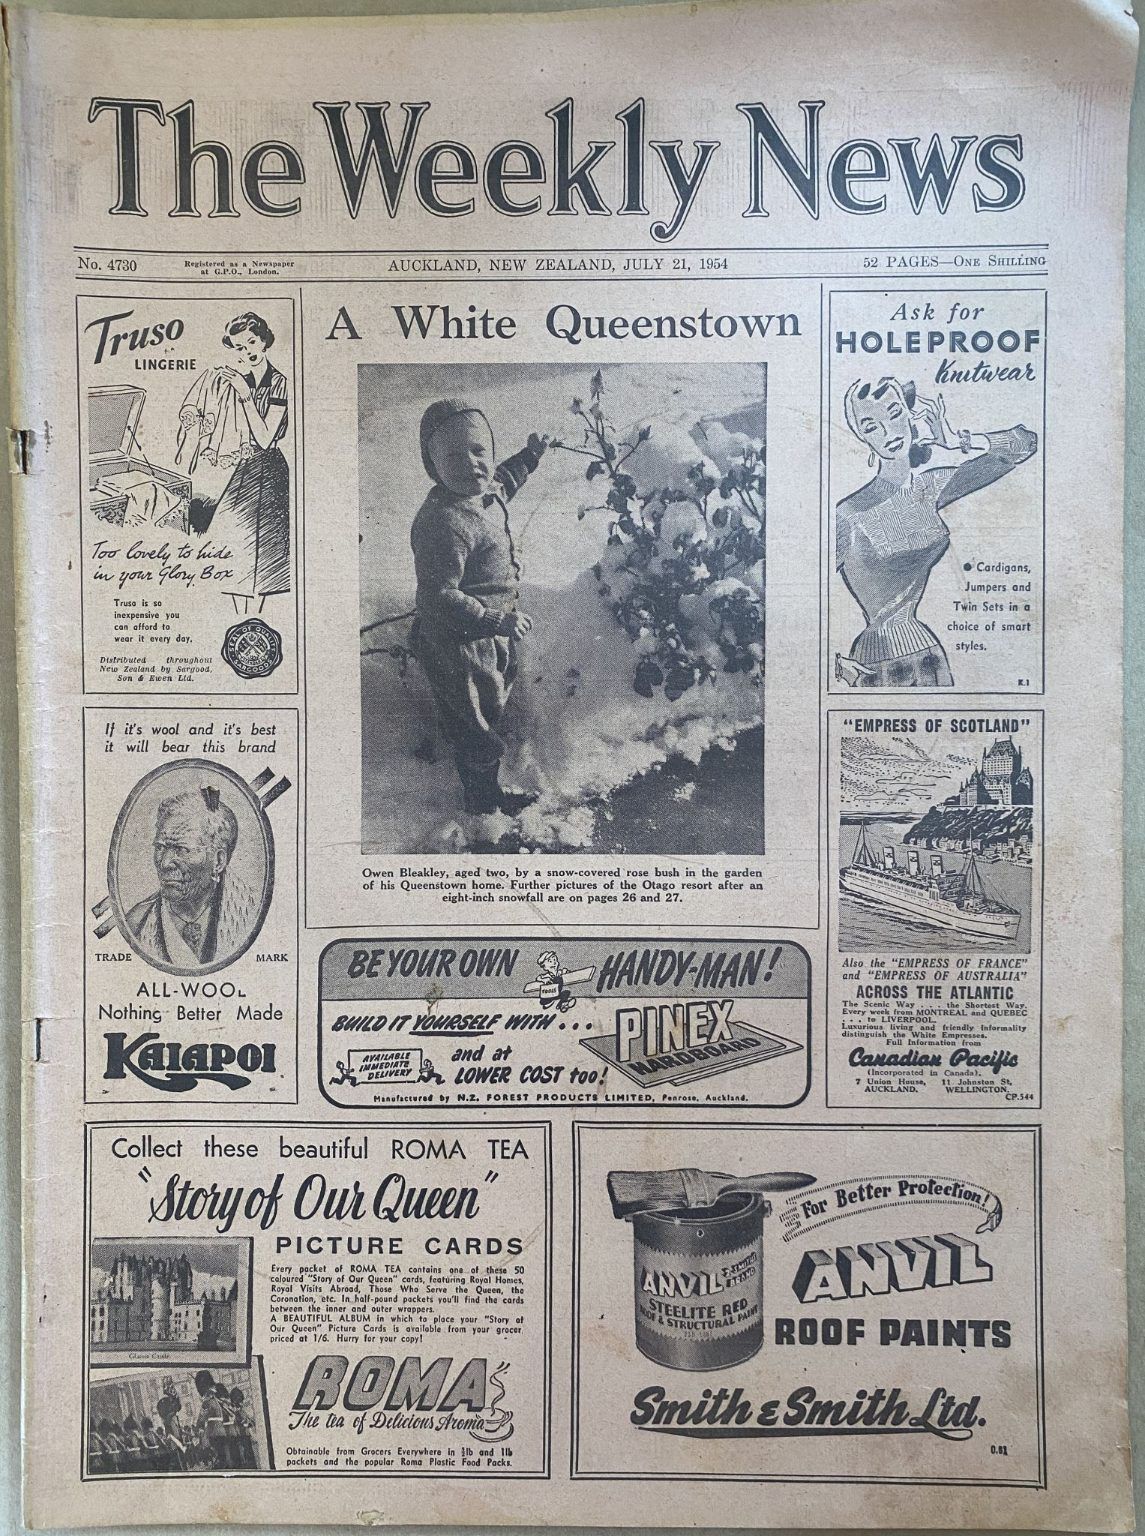 The Weekly News
No. 4730
Registered as a Newspaper
at G.P.O., London.
AUCKLAND, NEW ZEALAND, JULY 21, 1954
52 PAGES—ONE SHILLING
Truso
LINGERIE
Too lovely to hide
in your Glory Box
Truso is so
inexpensive you
can afford to
wear it every day.
Distributed throughout
New Zealand by Sargood,
Son & Ewen Ltd.
SEAL OF QUALITY
SARGOOD
If it's wool and it's best
it will bear this brand
TRADE MARK
ALL-WOOL
Nothing Better Made
KAIAPOI
A White Queenstown
Owen Bleakley, aged two, by a snow-covered rose bush in the garden
of his Queenstown home. Further pictures of the Otago resort after an
eight-inch snowfall are on pages 26 and 27.
Ask for
HOLEPROOF
Knitwear
• Cardigans,
Jumpers and
Twin Sets in a
choice of smart
styles.
K.1
"EMPRESS OF SCOTLAND"
Also the "EMPRESS OF FRANCE"
and "EMPRESS OF AUSTRALIA"
ACROSS THE ATLANTIC
The Scenic Way . . . the Shortest Way.
Every week from MONTREAL and QUEBEC
. . . to LIVERPOOL.
Luxurious living and friendly informality
distinguish the White Empresses.
Full Information from
Canadian Pacific
(Incorporated in Canada).
7 Union House, 11 Johnston St,
AUCKLAND. WELLINGTON.
CP.544
BE YOUR OWN HANDY-MAN!
BUILD IT YOURSELF WITH . . .
PINEX
HARDBOARD
AVAILABLE
IMMEDIATE
DELIVERY
and at
LOWER COST too!
Manufactured by N.Z. FOREST PRODUCTS LIMITED, Penrose, Auckland.
Collect these beautiful ROMA TEA
"Story of Our Queen"
PICTURE CARDS
Every packet of ROMA TEA contains one of these 50
coloured "Story of Our Queen" cards, featuring Royal Homes,
Royal Visits Abroad, Those Who Serve the Queen, the
Coronation, etc. In half-pound packets you'll find the cards
between the inner and outer wrappers.
A BEAUTIFUL ALBUM in which to place your "Story of
Our Queen" Picture Cards is available from your grocer
priced at 1/6. Hurry for your copy!
Glamis Castle.
ROMA
The tea of Delicious Aroma
Obtainable from Grocers Everywhere in ½lb and 1lb
packets and the popular Roma Plastic Food Packs.
For Better Protection!
ANVIL
BRAND
STEELITE RED
ROOF & STRUCTURAL PAINT
ANVIL
ROOF PAINTS
Smith & Smith Ltd.